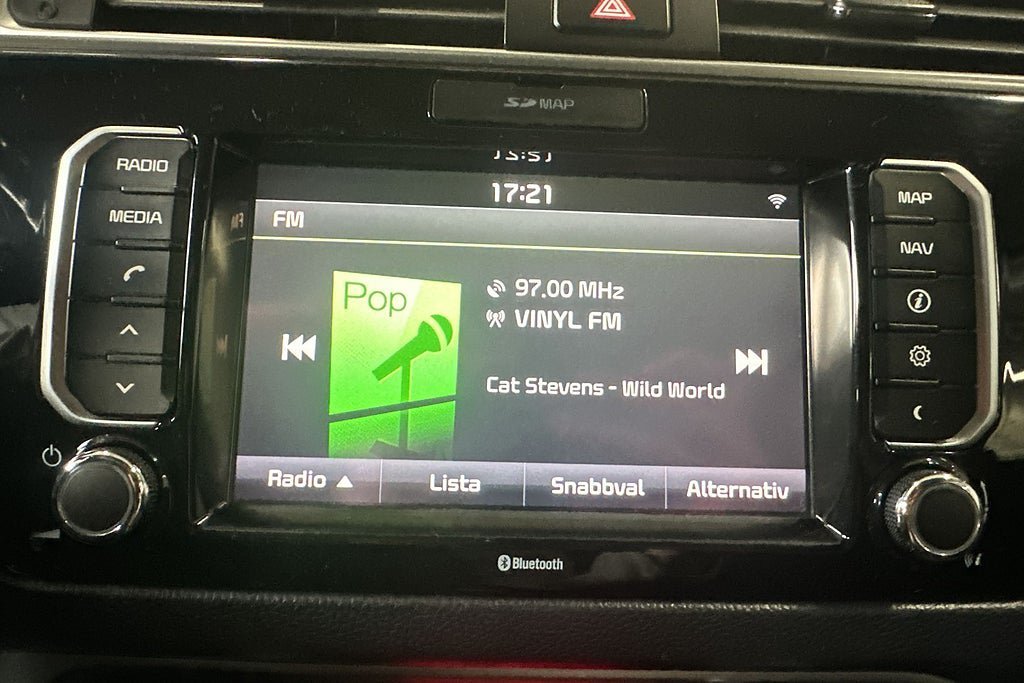 SD MAP
RADIO
MEDIA
17:21
FM
Pop
97.00 MHz
VINYL FM
Cat Stevens - Wild World
Radio ▲
Lista
Snabbval
Alternativ
MAP
NAV
Bluetooth